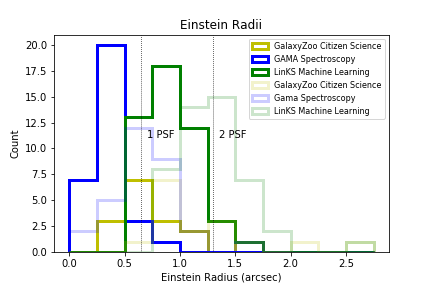 Einstein Radii
GalaxyZoo Citizen Science
GAMA Spectroscopy
LinKS Machine Learning
GalaxyZoo Citizen Science
Gama Spectroscopy
LinKS Machine Learning
1 PSF
2 PSF
Count
20.0
17.5
15.0
12.5
10.0
7.5
5.0
2.5
0.0
0.0 0.5 1.0 1.5 2.0 2.5
Einstein Radius (arcsec)